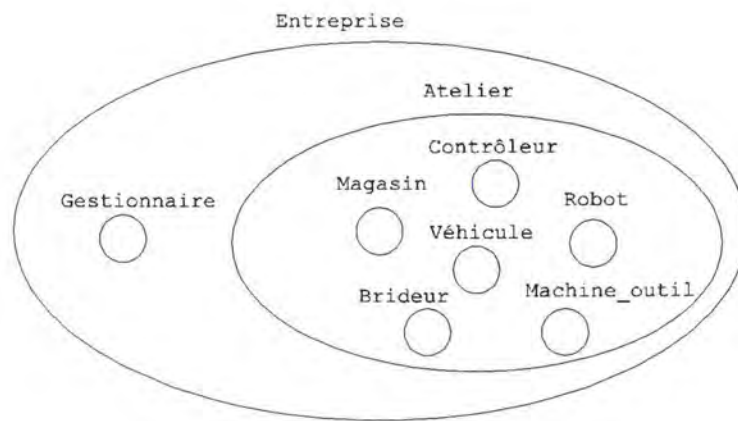 Entreprise
Atelier
Contrôleur
Magasin
Gestionnaire
Robot
Véhicule
Brideur
Machine_outil